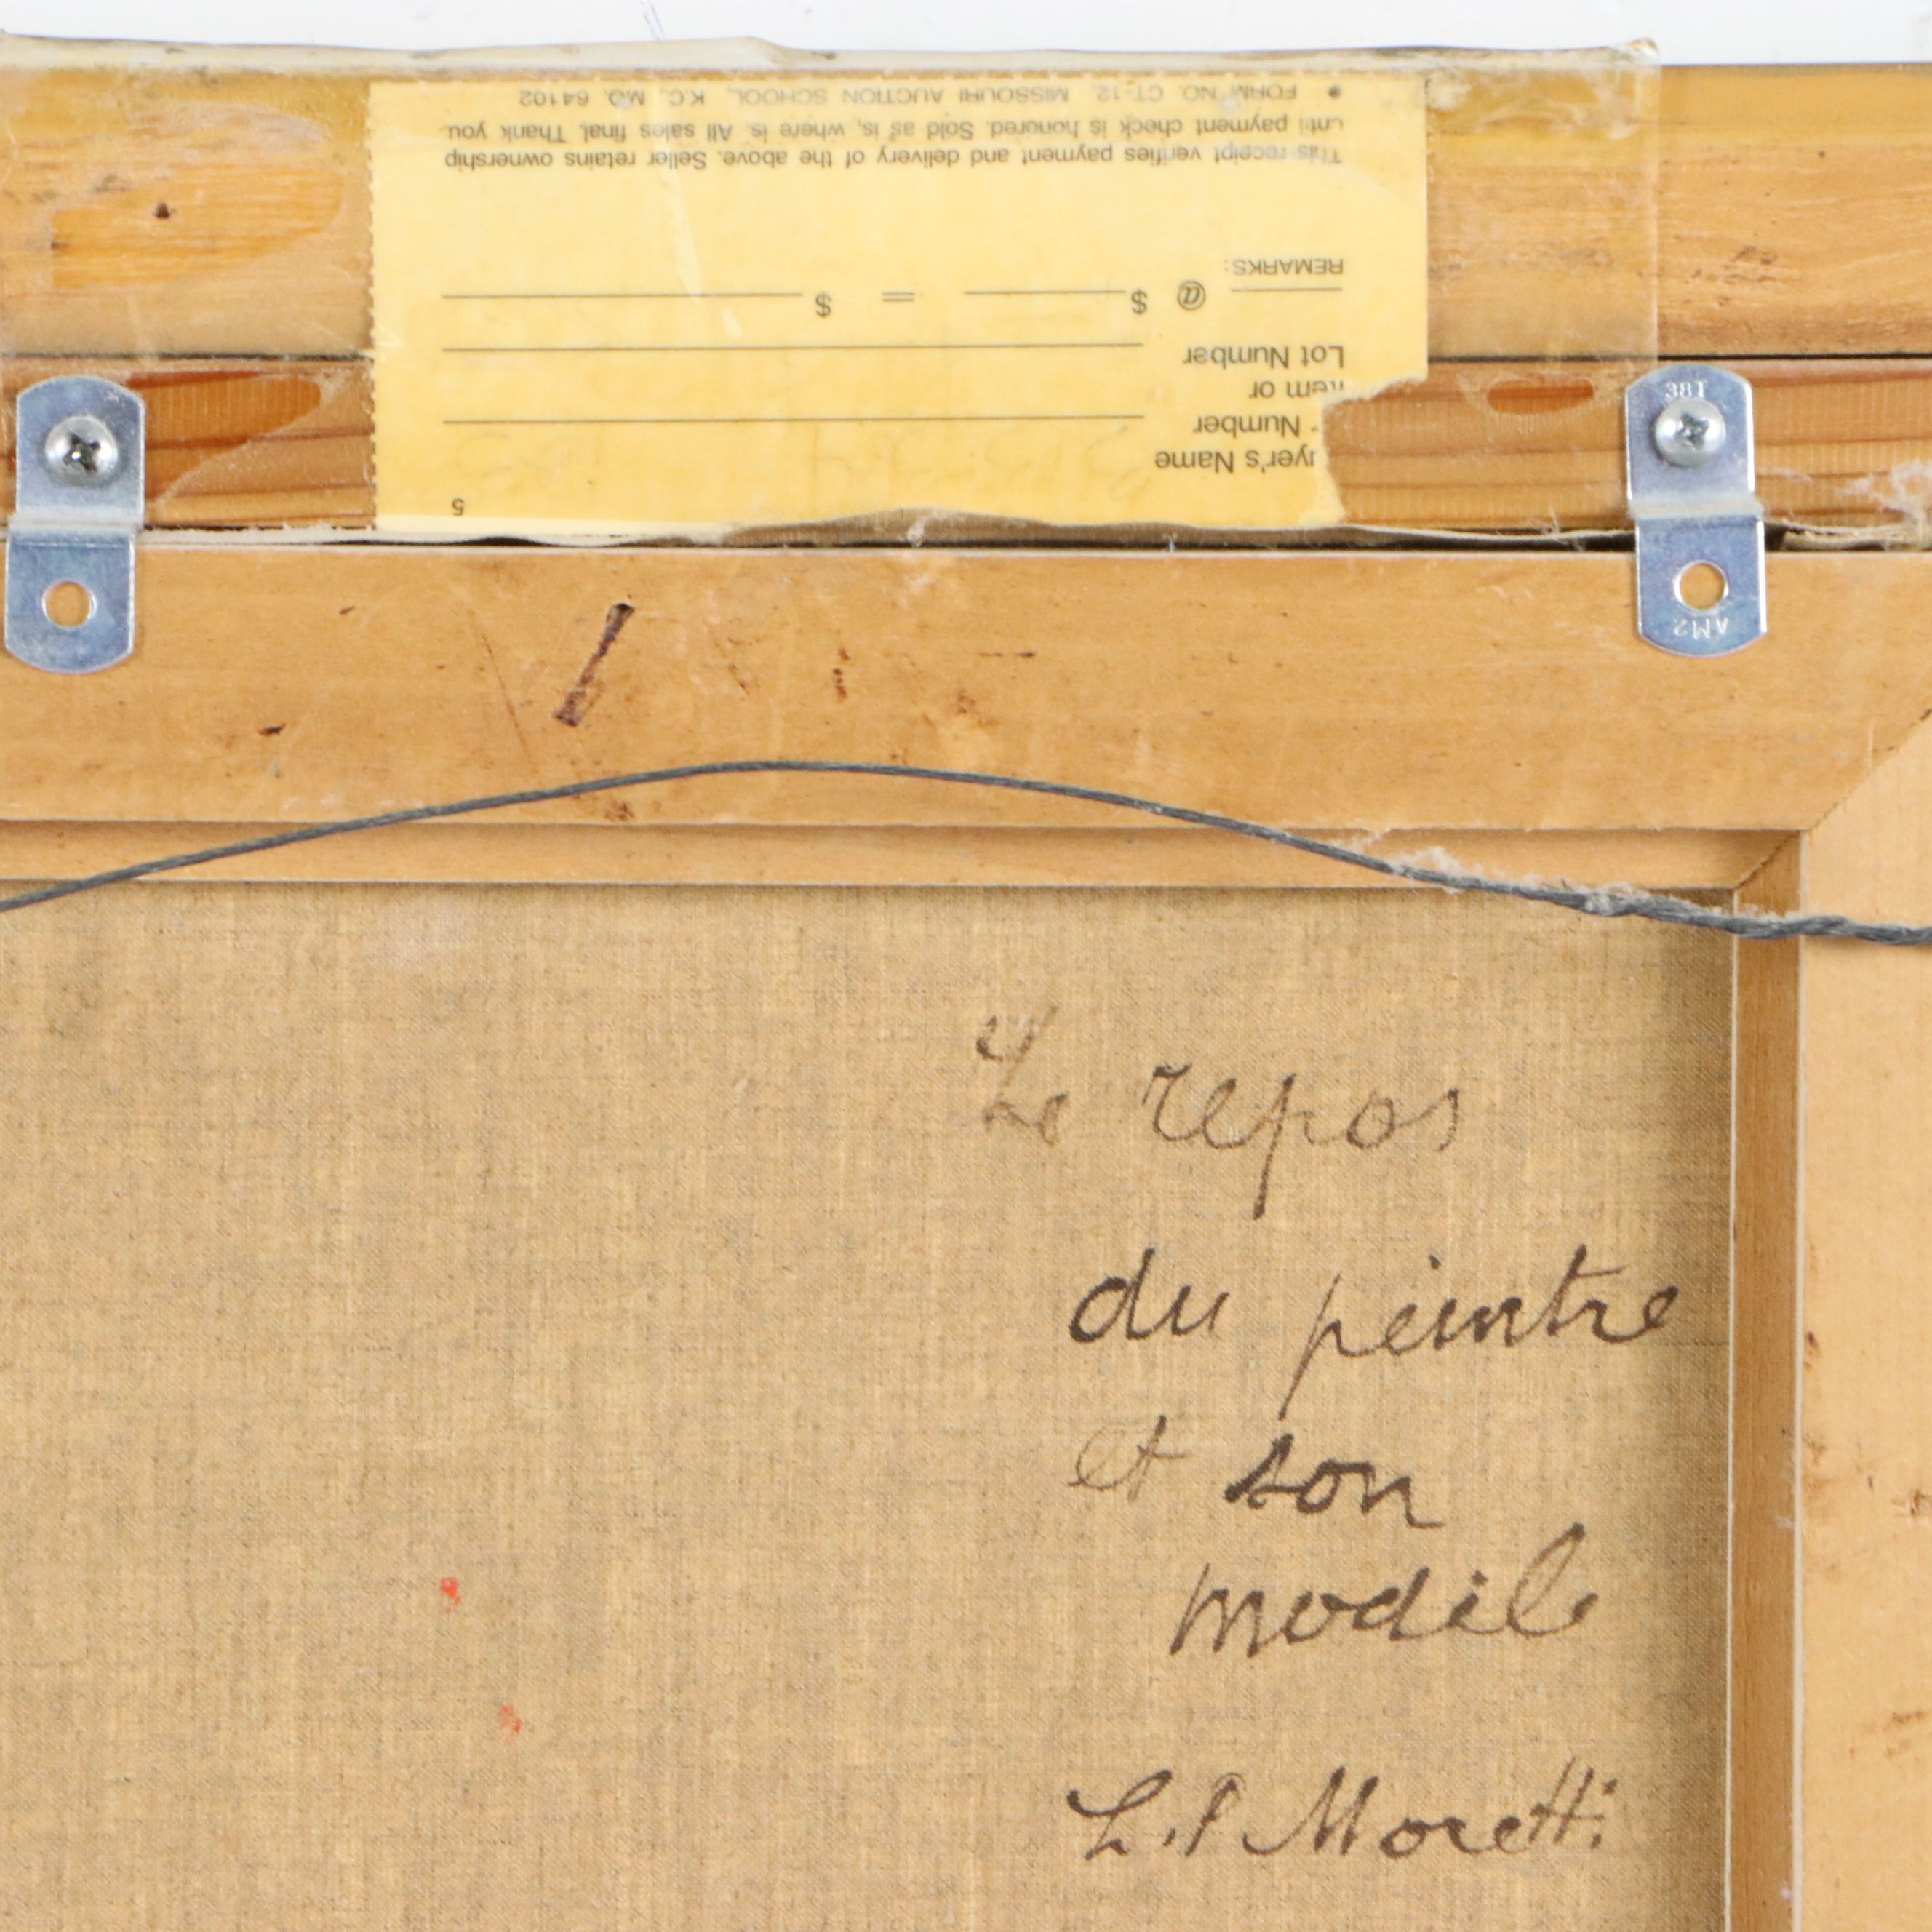 5
yer's Name
r Number
Item or
Lot Number
@ $ = $
REMARKS:
This receipt verifies payment and delivery of the above. Seller retains ownership
until payment check is honored. Sold as is, where is. All sales final. Thank you
• FORM NO. CT-12, MISSOURI AUCTION SCHOOL, K.C., MO. 64102
38T
AM2
Le repos
du peintre
et son
modèle
L.P Moretti